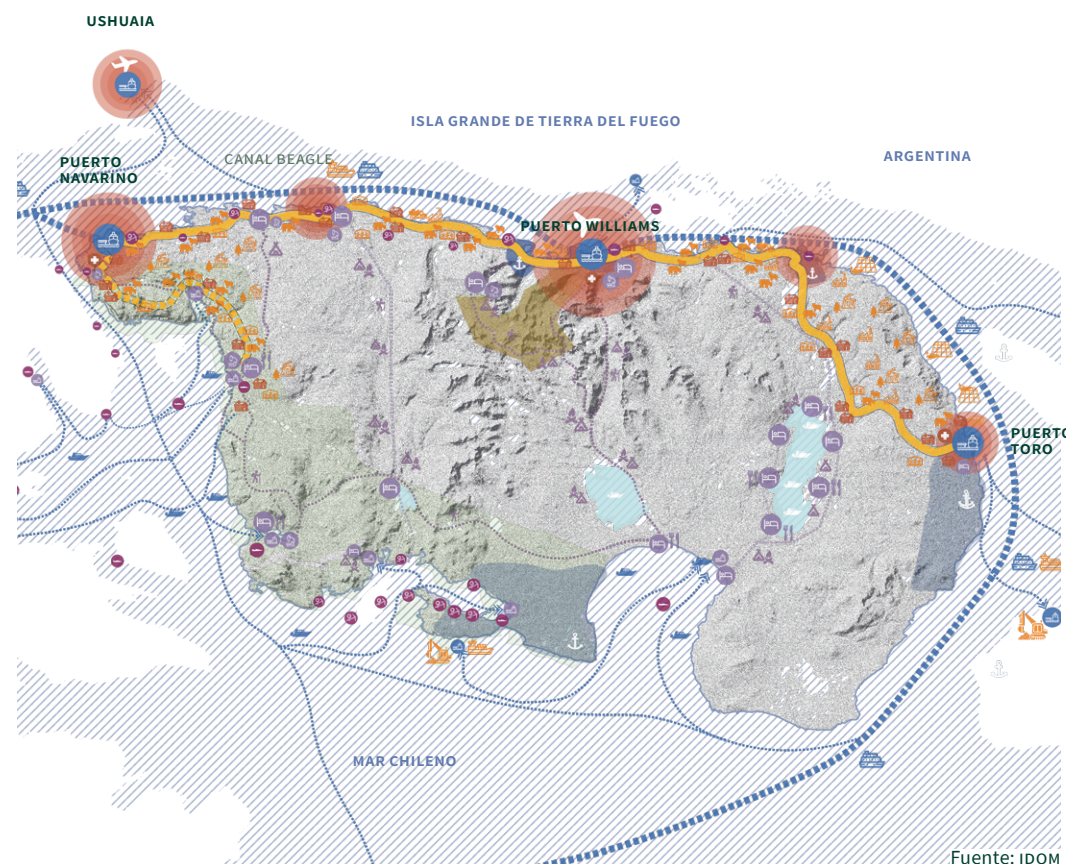 USHUAIA
ISLA GRANDE DE TIERRA DEL FUEGO
ARGENTINA
CANAL BEAGLE
PUERTO
NAVARINO
PUERTO WILLIAMS
PUERTO
TORO
MAR CHILENO
Fuente: IDOM